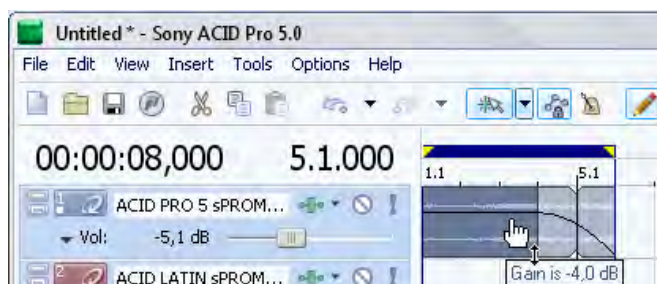 Untitled * - Sony ACID Pro 5.0
File Edit View Insert Tools Options Help
00:00:08,000 5.1.000
1.1 5.1
1 ACID PRO 5 sPROM...
Vol: -5,1 dB
Gain is -4,0 dB
2 ACID LATIN sPROM...